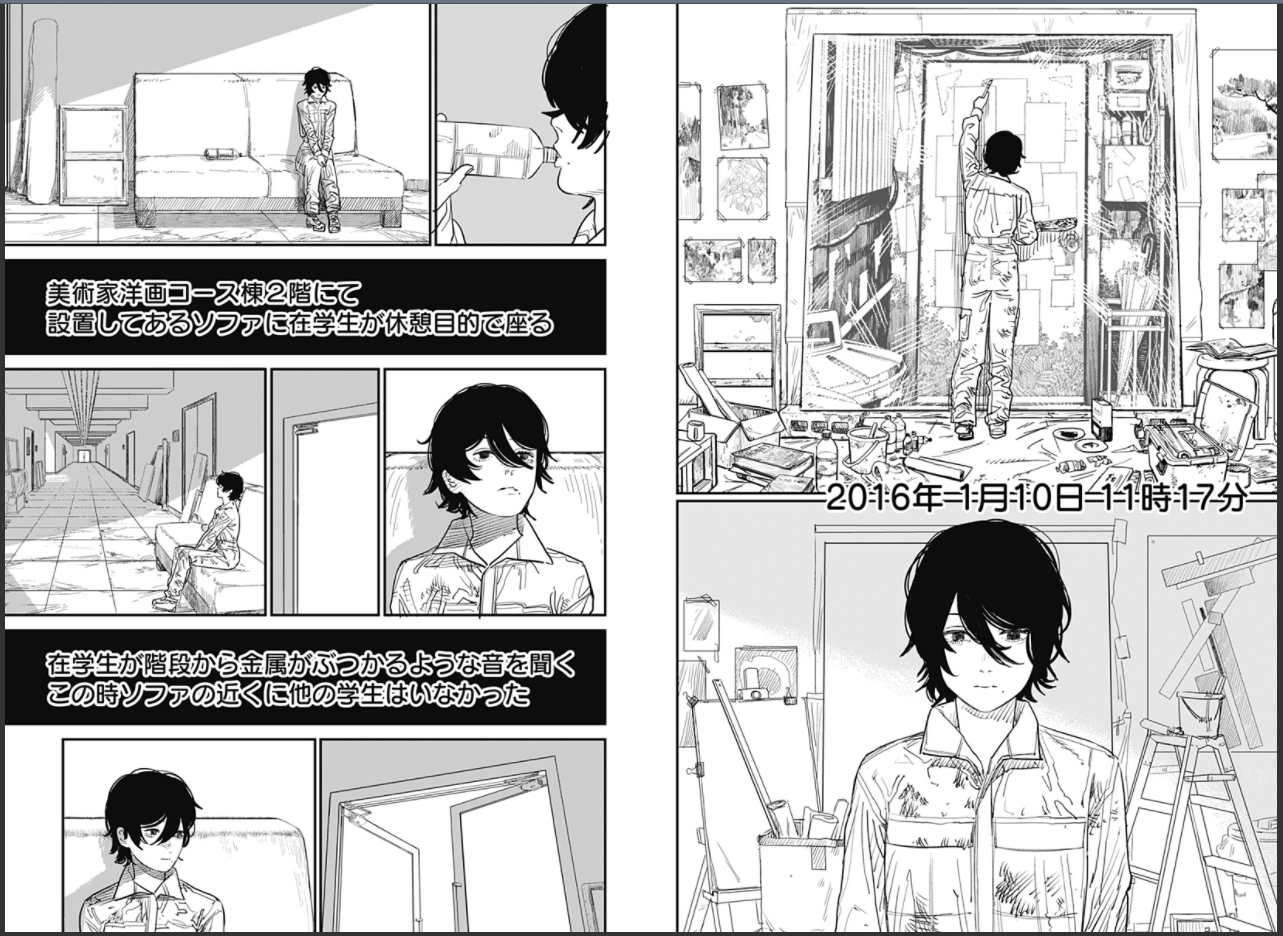 2016年 1月10日 11時17分
美術家洋画コース棟２階にて
設置してあるソファに在学生が休憩目的で座る
在学生が階段から金属がぶつかるような音を聞く
この時ソファの近くに他の学生はいなかった